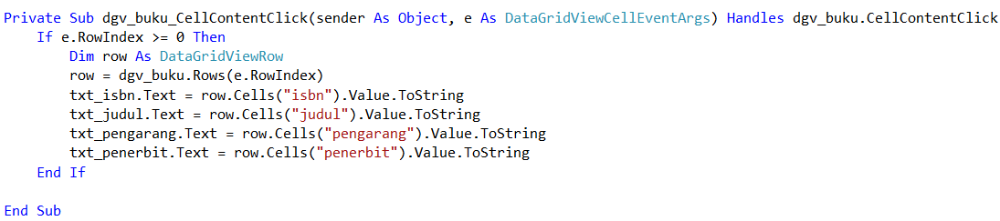 Private Sub dgv_buku_CellContentClick(sender As Object, e As DataGridViewCellEventArgs) Handles dgv_buku.CellContentClick
    If e.RowIndex >= 0 Then
        Dim row As DataGridViewRow
        row = dgv_buku.Rows(e.RowIndex)
        txt_isbn.Text = row.Cells("isbn").Value.ToString
        txt_judul.Text = row.Cells("judul").Value.ToString
        txt_pengarang.Text = row.Cells("pengarang").Value.ToString
        txt_penerbit.Text = row.Cells("penerbit").Value.ToString
    End If

End Sub